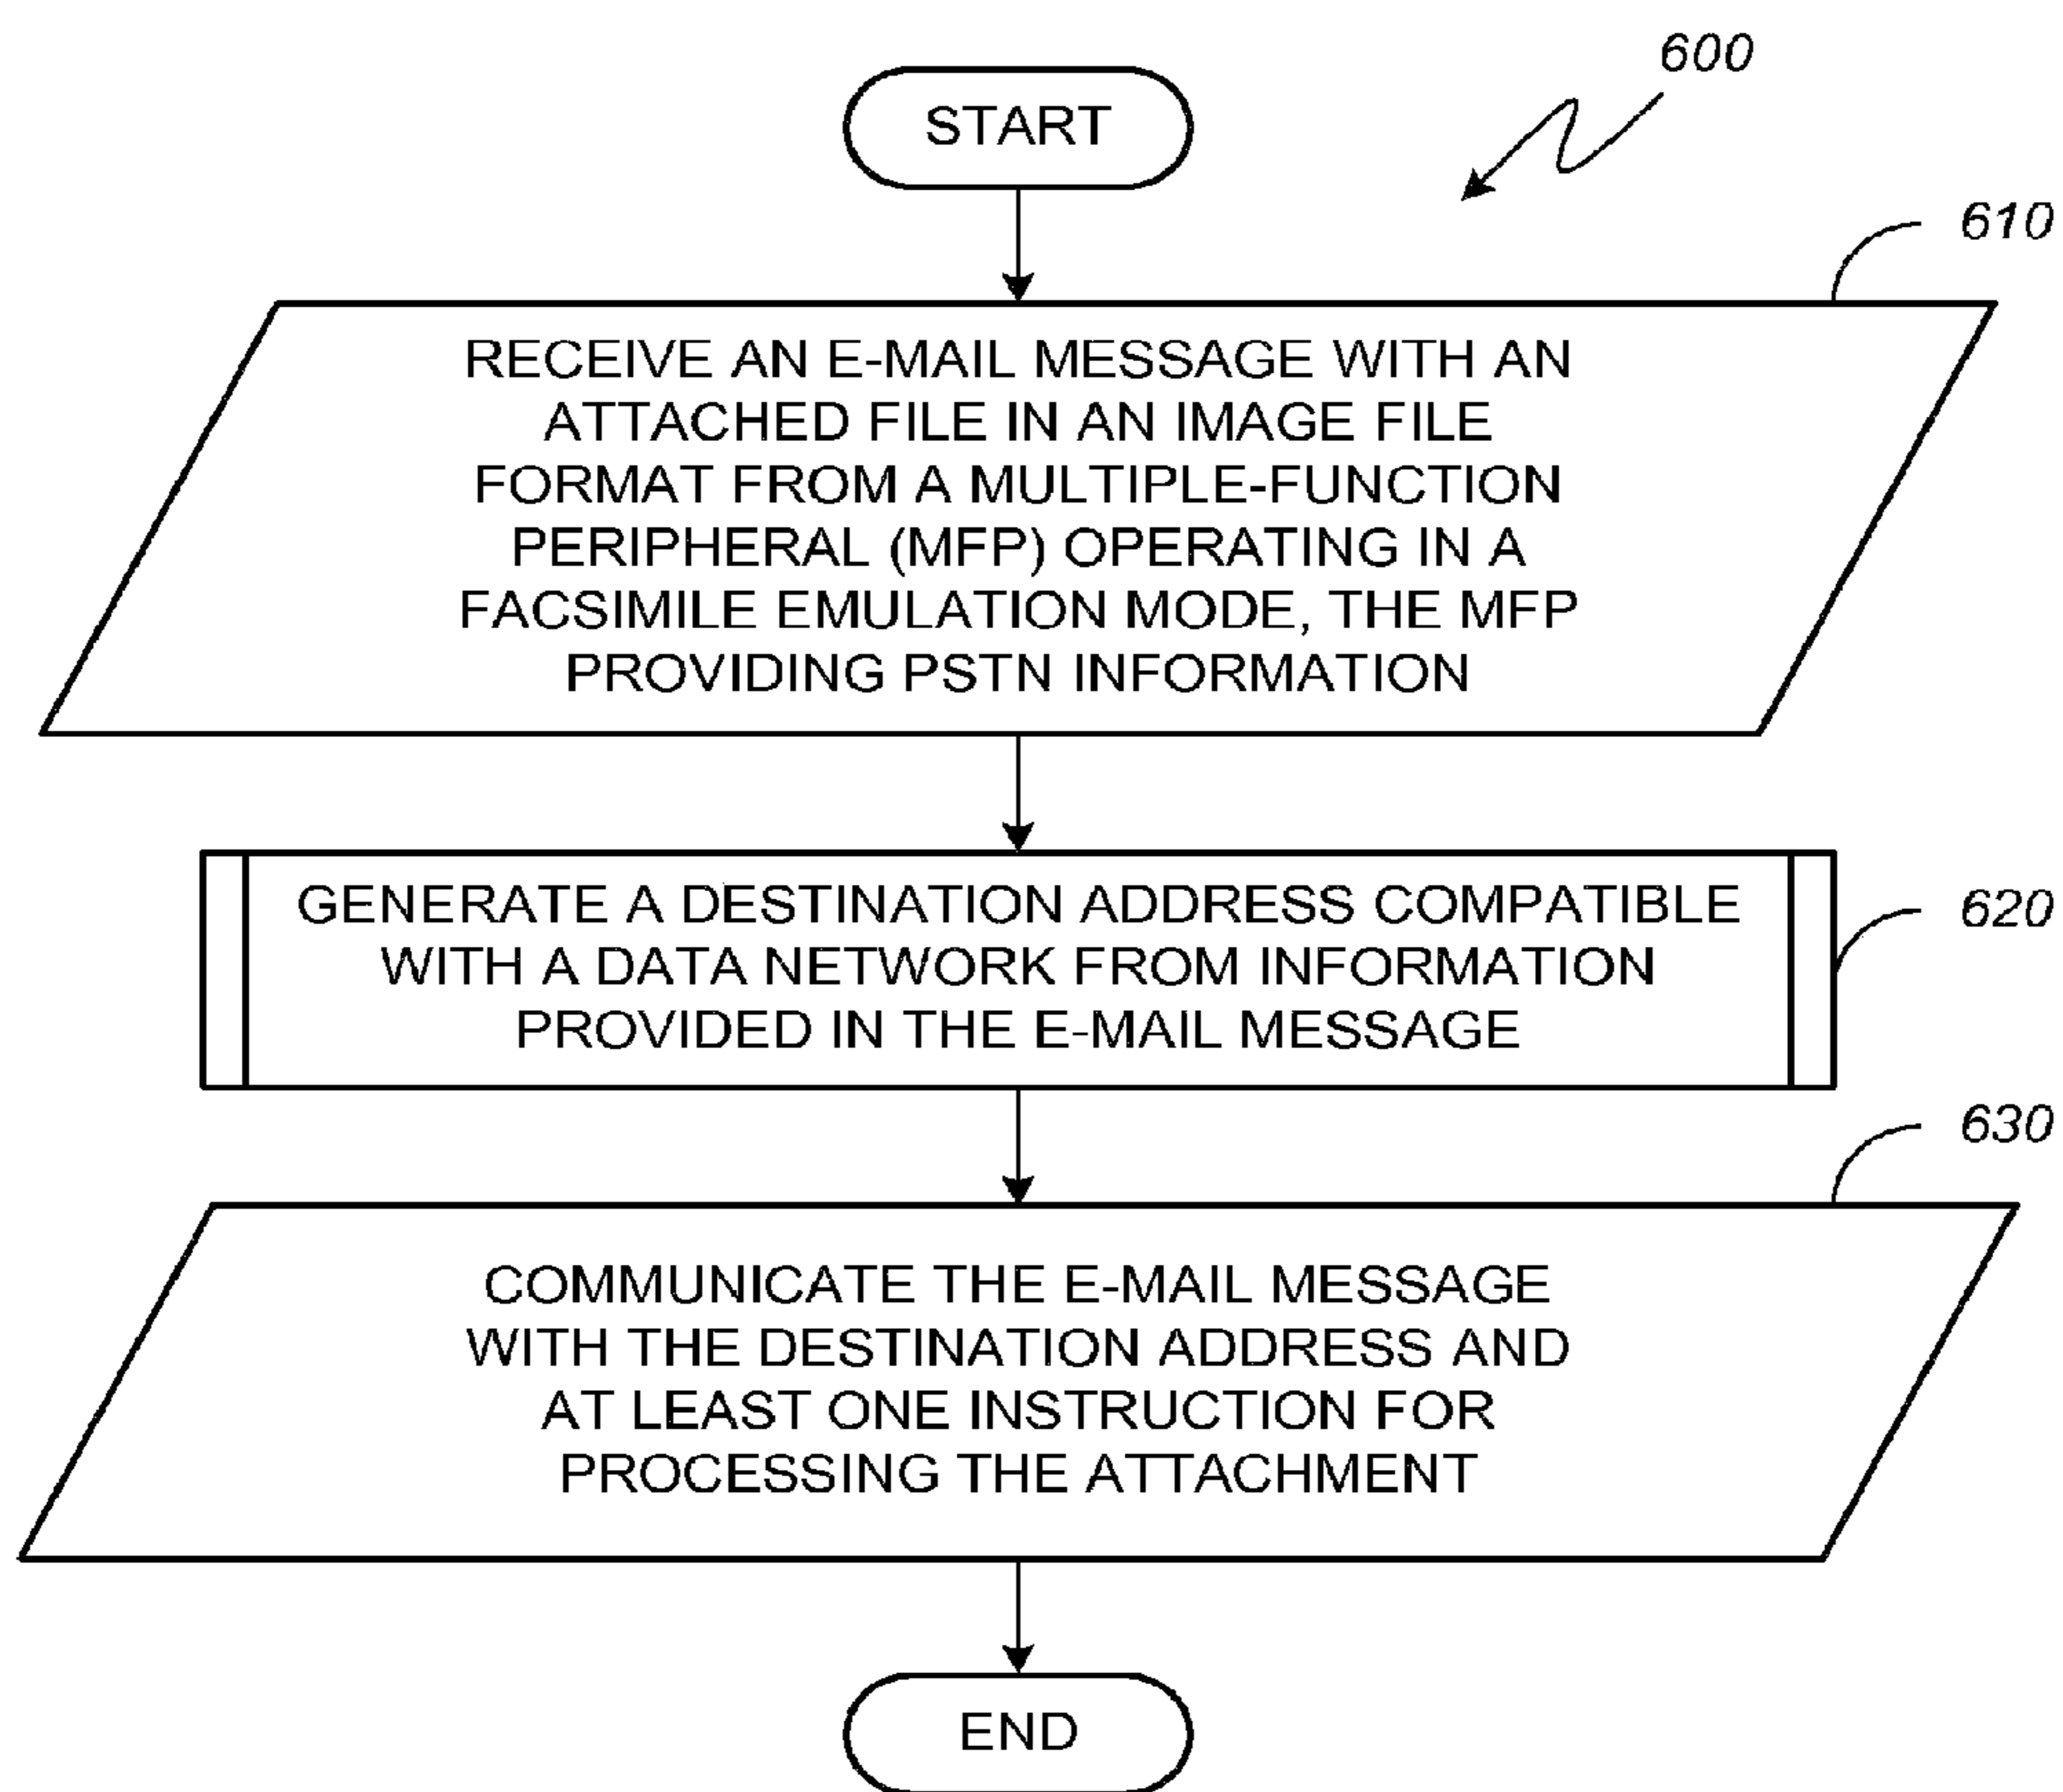 600
START
610
RECEIVE AN E-MAIL MESSAGE WITH AN
ATTACHED FILE IN AN IMAGE FILE
FORMAT FROM A MULTIPLE-FUNCTION
PERIPHERAL (MFP) OPERATING IN A
FACSIMILE EMULATION MODE, THE MFP
PROVIDING PSTN INFORMATION
GENERATE A DESTINATION ADDRESS COMPATIBLE
620
WITH A DATA NETWORK FROM INFORMATION
PROVIDED IN THE E-MAIL MESSAGE
630
COMMUNICATE THE E-MAIL MESSAGE
WITH THE DESTINATION ADDRESS AND
AT LEAST ONE INSTRUCTION FOR
PROCESSING THE ATTACHMENT
END